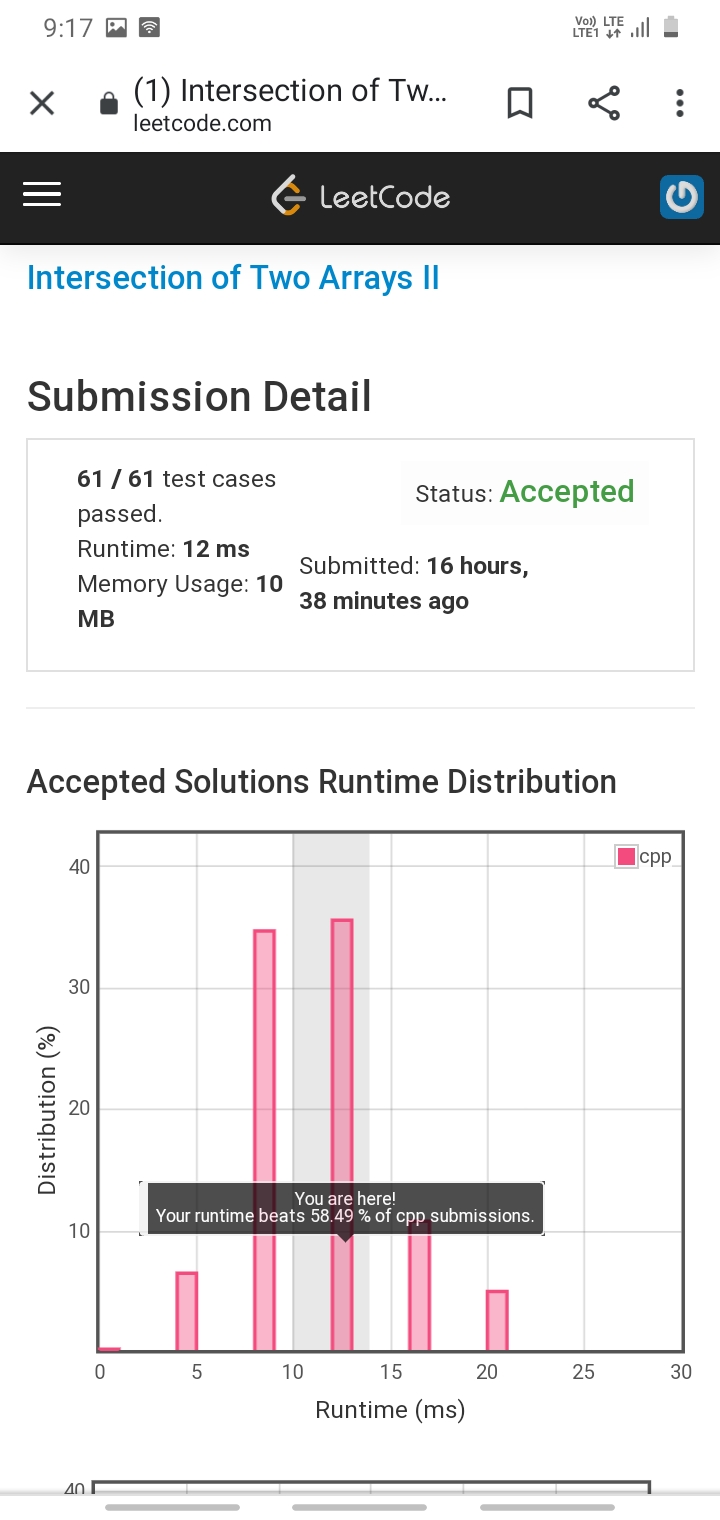 9:17
Vo)) LTE
LTE1
(1) Intersection of Tw...
leetcode.com
LeetCode
Intersection of Two Arrays II
Submission Detail
61 / 61 test cases
passed.
Status: Accepted
Runtime: 12 ms
Memory Usage: 10
MB
Submitted: 16 hours,
38 minutes ago
Accepted Solutions Runtime Distribution
cpp
40
30
20
10
Distribution (%)
You are here!
Your runtime beats 58.49 % of cpp submissions.
0 5 10 15 20 25 30
Runtime (ms)
40